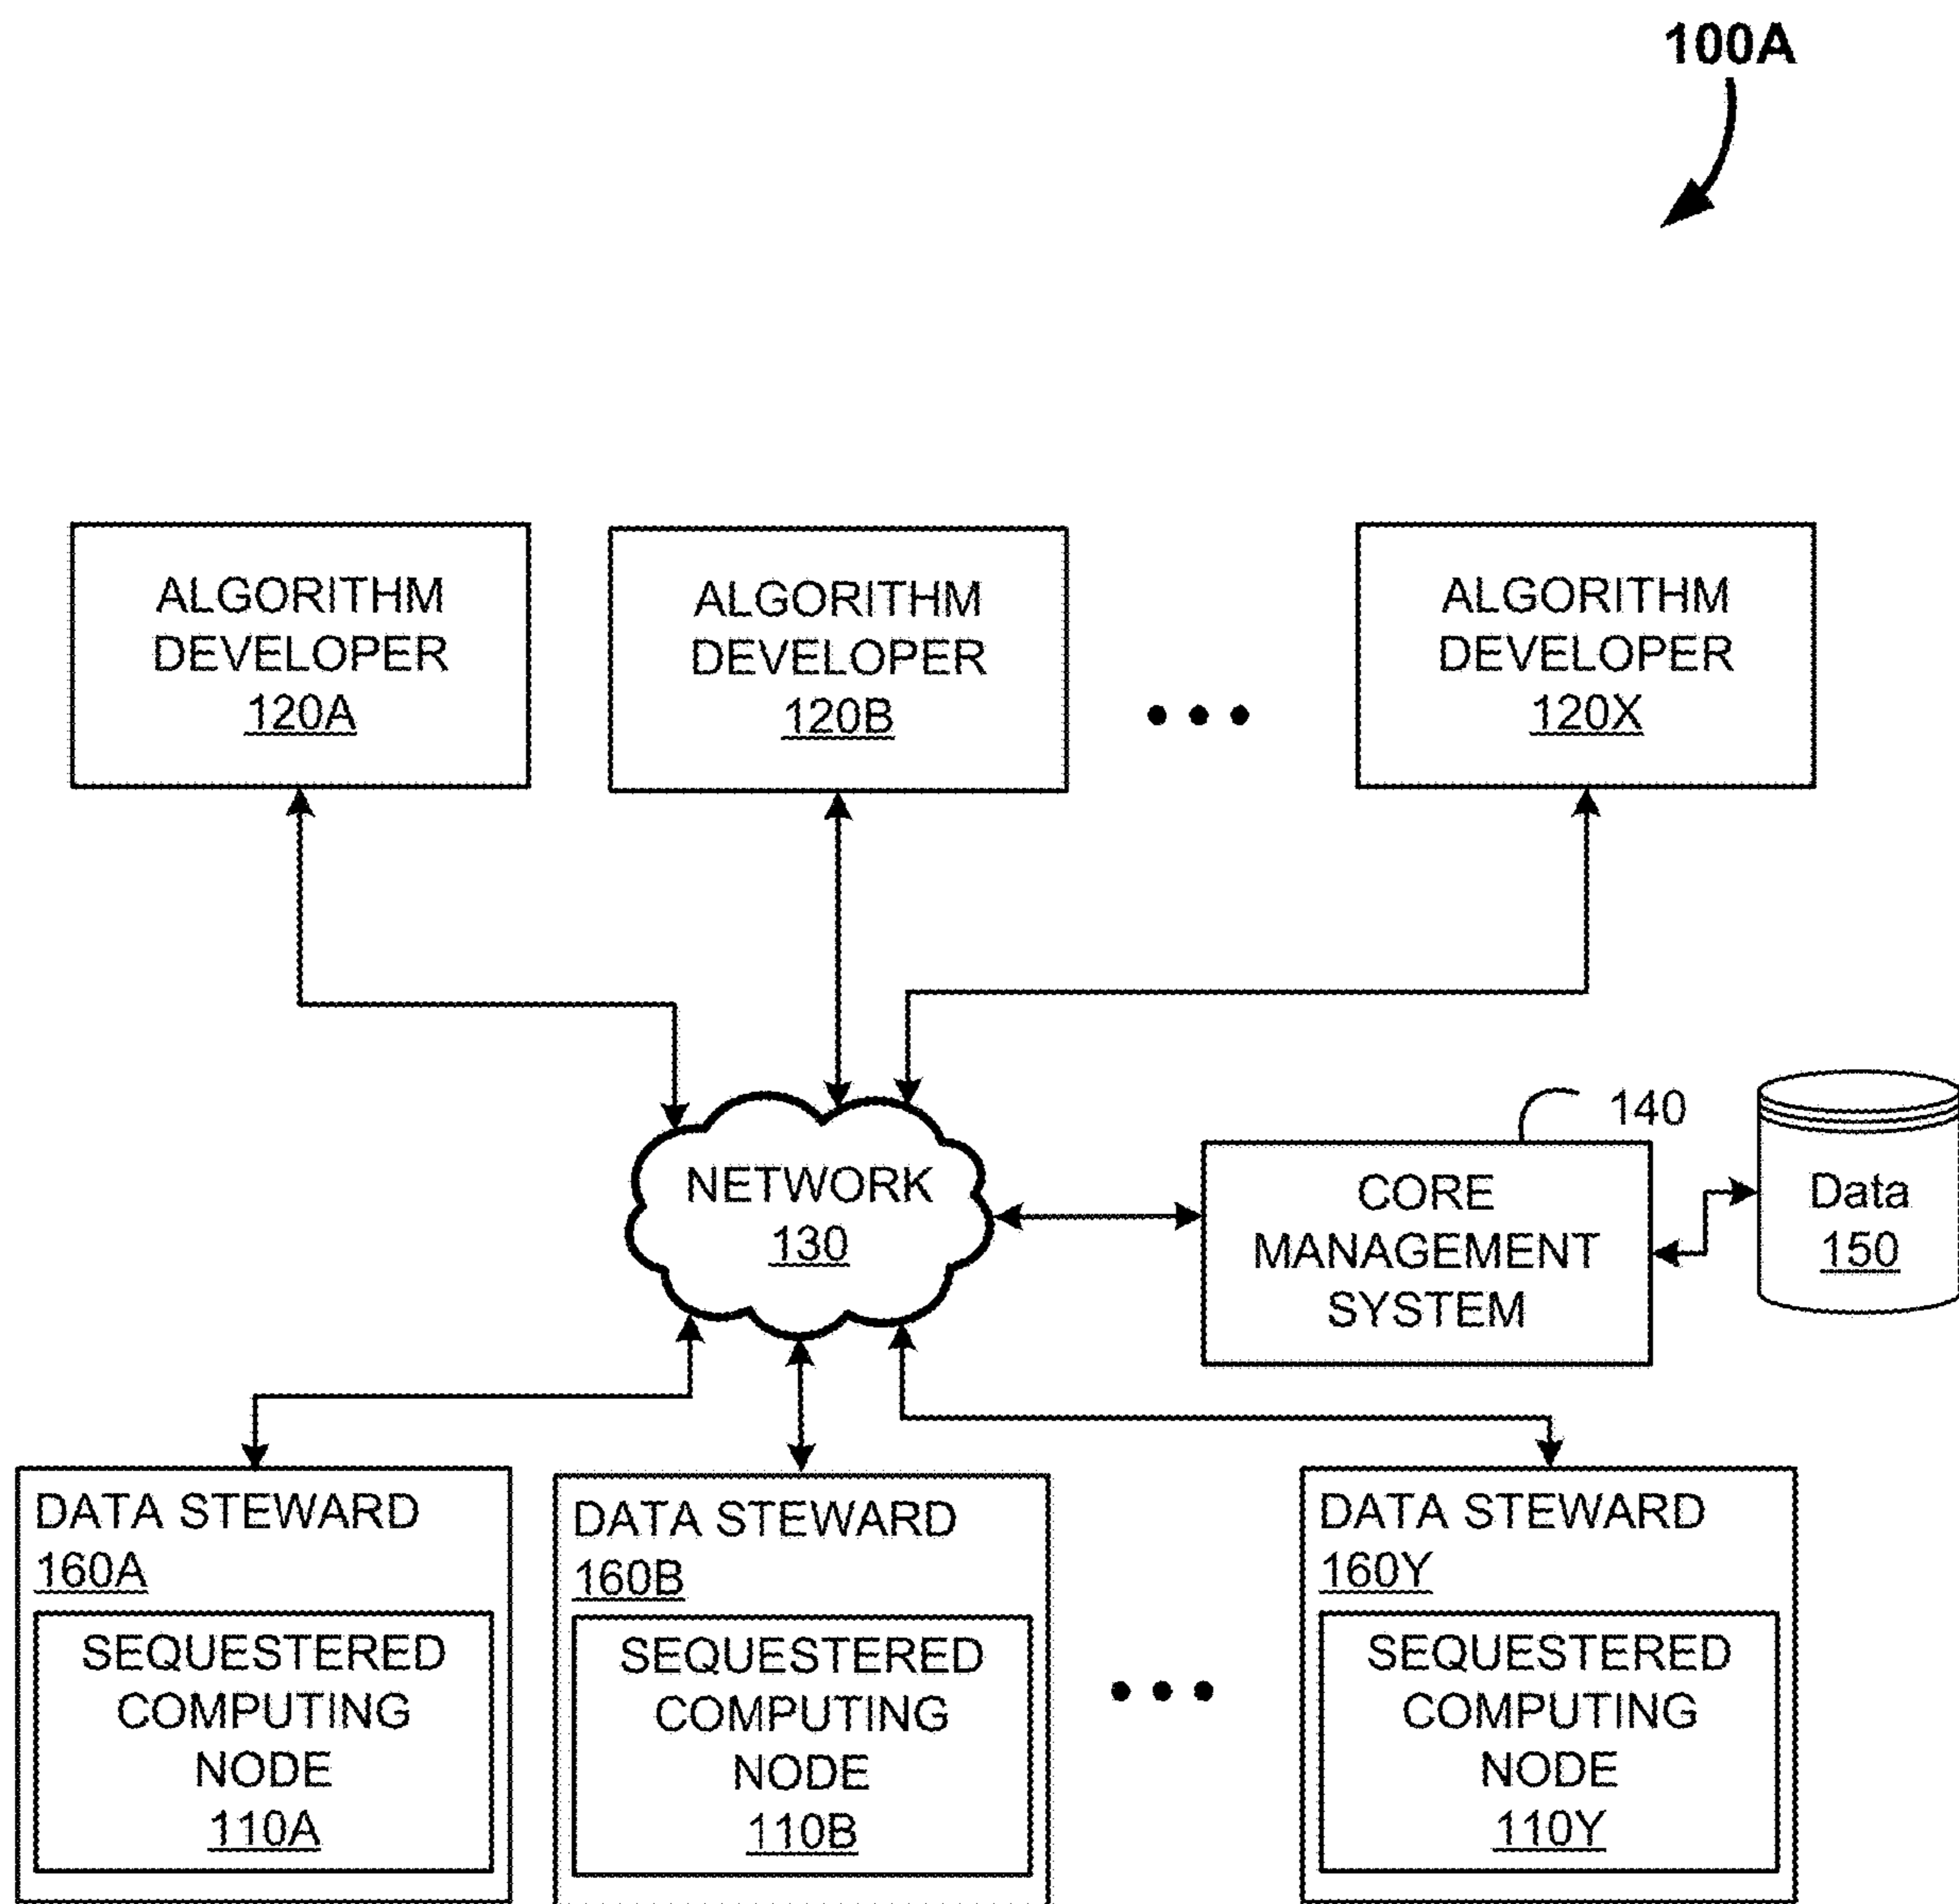 100A
ALGORITHM
DEVELOPER
120A
ALGORITHM
DEVELOPER
120B
ALGORITHM
DEVELOPER
120X
NETWORK
130
140
CORE
MANAGEMENT
SYSTEM
Data
150
DATA STEWARD
160A
SEQUESTERED
COMPUTING
NODE
110A
DATA STEWARD
160B
SEQUESTERED
COMPUTING
NODE
110B
DATA STEWARD
160Y
SEQUESTERED
COMPUTING
NODE
110Y